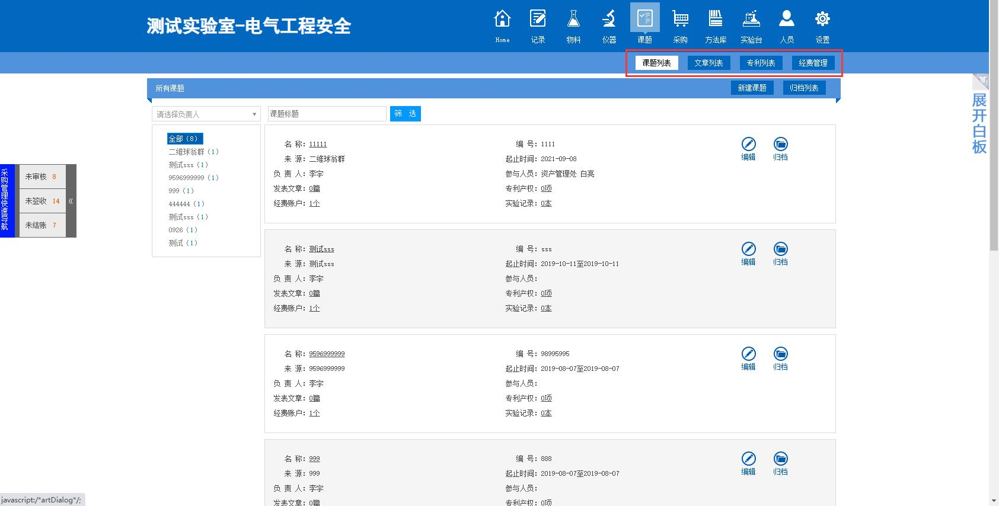 测试实验室-电气工程安全
Home 记录 物料 仪器 课题 采购 方法库 实验台 人员 设置
课题列表 文章列表 专利列表 经费管理
所有课题 新建课题 归档列表
展开白板
请选择负责人 课题标题 筛 选
全部（8）
二维球翁群（1）
测试sss（1）
9596999999（1）
999（1）
444444（1）
测试sss（1）
0926（1）
测试（1）
采购管理快速导航
未审核 8
未签收 14
未结账 7
«
名 称：11111 编 号：1111
来 源：二维球翁群 起止时间：2021-09-08
负 责 人：李宇 参与人员：资产管理处 白亮
发表文章：0篇 专利产权：0项
经费账户：1个 实验记录：0本
编辑 归档
名 称：测试sss 编 号：sss
来 源：测试sss 起止时间：2019-10-11至2019-10-11
负 责 人：李宇 参与人员：
发表文章：0篇 专利产权：0项
经费账户：1个 实验记录：0本
编辑 归档
名 称：9596999999 编 号：98995995
来 源：9596999999 起止时间：2019-08-07至2019-08-07
负 责 人：李宇 参与人员：
发表文章：0篇 专利产权：0项
经费账户：1个 实验记录：0本
编辑 归档
名 称：999 编 号：888
来 源：999 起止时间：2019-08-07至2019-08-07
负 责 人：李宇 参与人员：
发表文章：0篇 专利产权：0项
编辑 归档
javascript:/*artDialog*/;